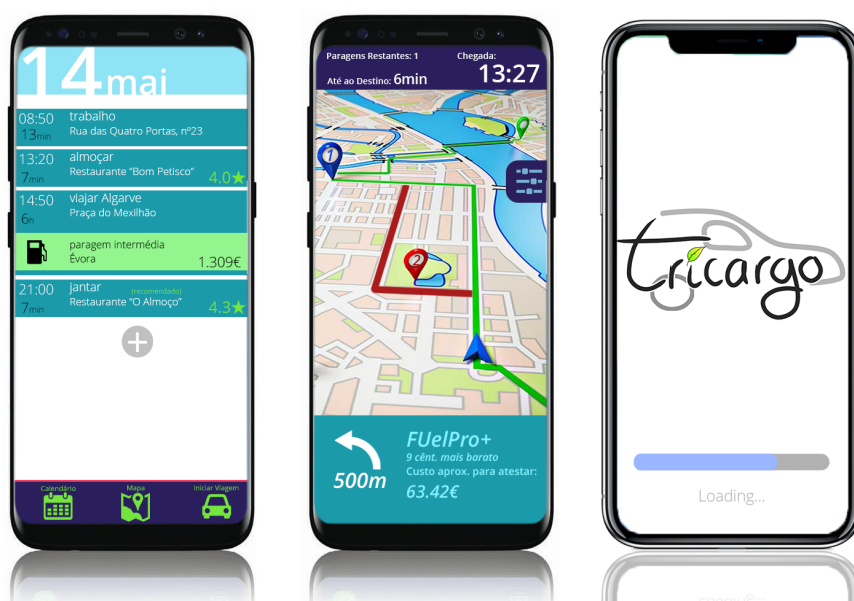 14 mai
08:50 trabalho
13min Rua das Quatro Portas, nº23
13:20 almoçar
7min Restaurante "Bom Petisco" 4.0★
14:50 viajar Algarve
6h Praça do Mexilhão
paragem intermédia
Évora 1.309€
21:00 jantar (recomendado)
7min Restaurante "O Almoço" 4.3★
Calendário Mapa Iniciar Viagem
Paragens Restantes: 1 Chegada:
Até ao Destino: 6min 13:27
1
2
FUelPro+
9 cênt. mais barato
Custo aprox. para atestar:
500m 63.42€
tricargo
Loading...